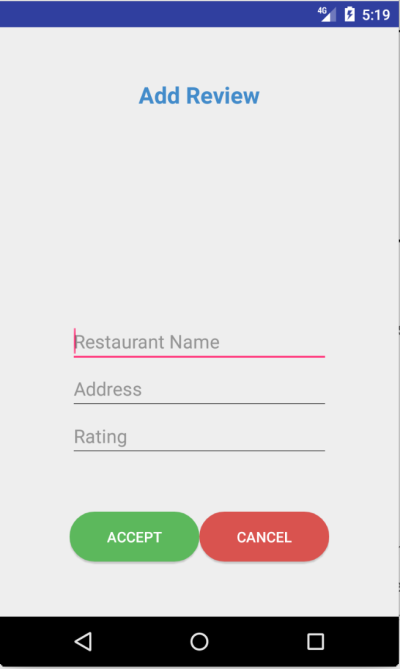 4G 5:19
Add Review
Restaurant Name
Address
Rating
ACCEPT CANCEL